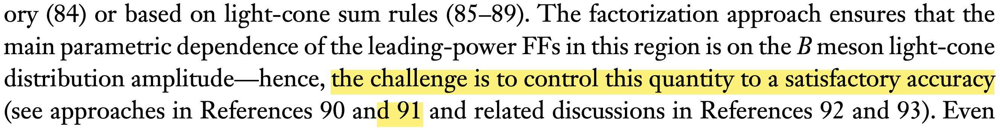 ory (84) or based on light-cone sum rules (85–89). The factorization approach ensures that the
main parametric dependence of the leading-power FFs in this region is on the B meson light-cone
distribution amplitude—hence, the challenge is to control this quantity to a satisfactory accuracy
(see approaches in References 90 and 91 and related discussions in References 92 and 93). Even